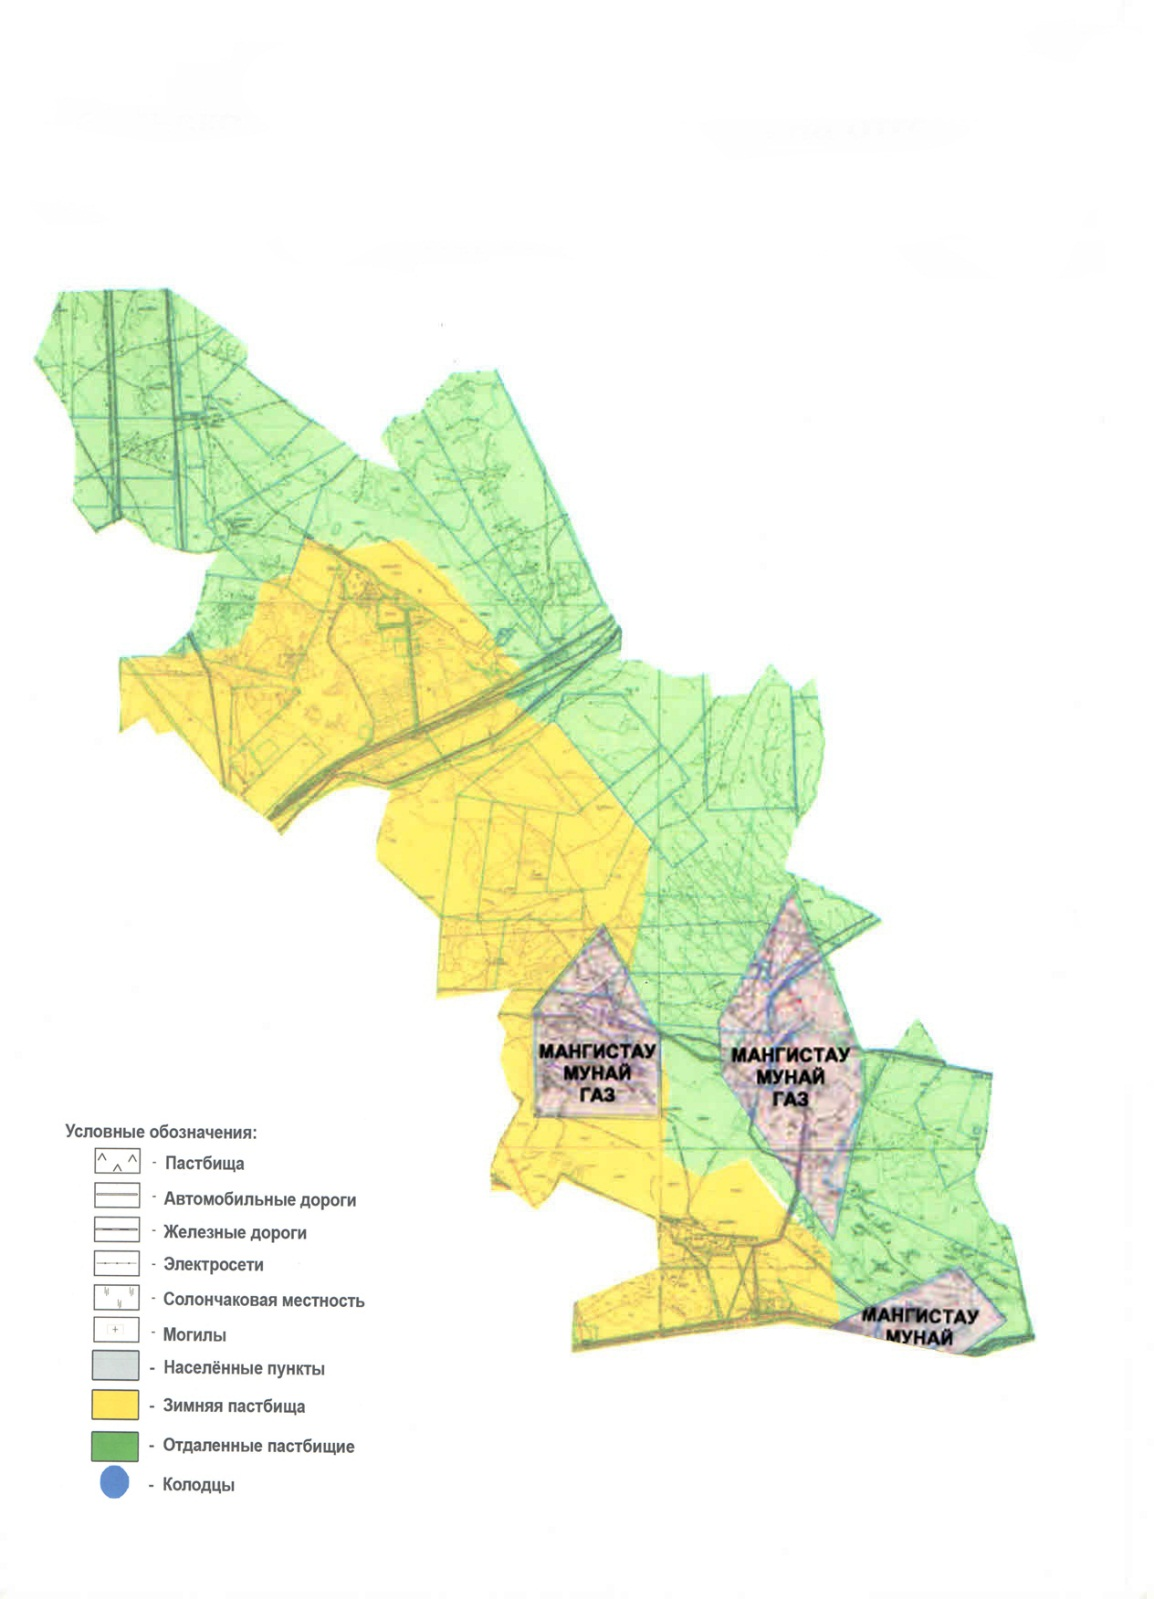 МАНГИСТАУ
МУНАЙ
ГАЗ
МАНГИСТАУ
МУНАЙ
ГАЗ
МАНГИСТАУ
МУНАЙ
Условные обозначения:
- Пастбища
- Автомобильные дороги
- Железные дороги
- Электросети
- Солончаковая местность
- Могилы
- Населённые пункты
- Зимняя пастбища
- Отдаленные пастбищие
- Колодцы